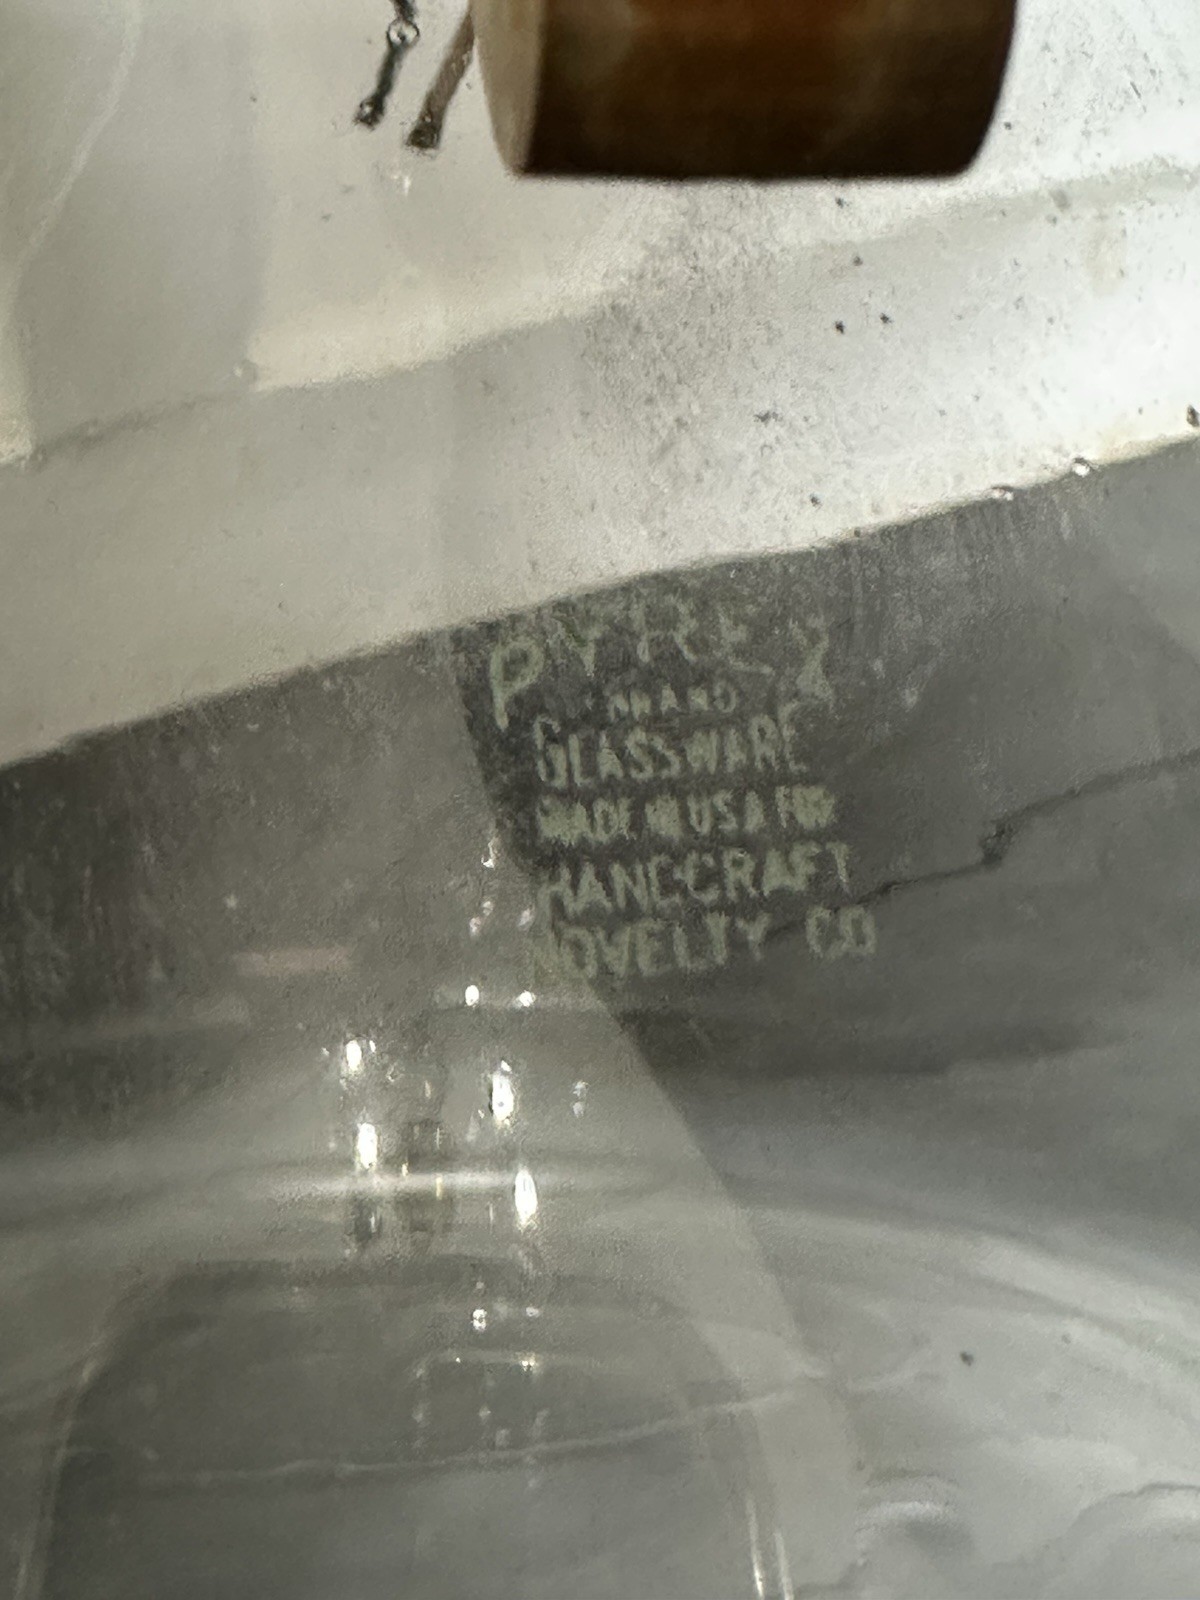 PYREX
BRAND
GLASSWARE
MADE IN USA FOR
HANDCRAFT
NOVELTY CO